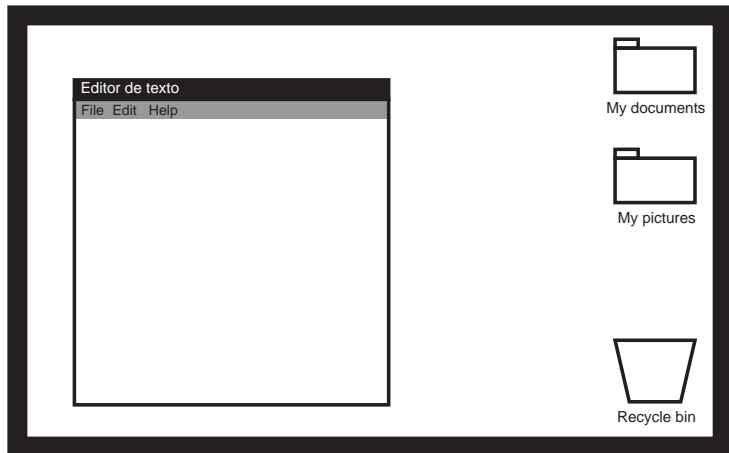 Editor de texto
File Edit Help
My documents
My pictures
Recycle bin